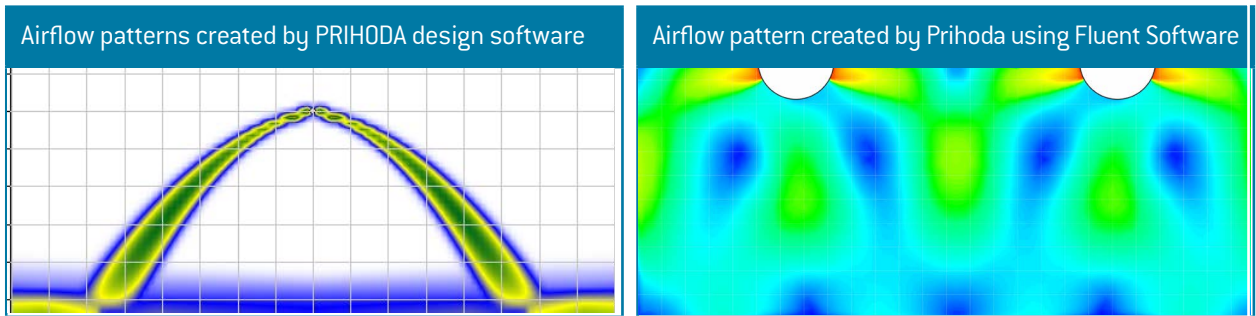 Airflow patterns created by PRIHODA design software
Airflow pattern created by Prihoda using Fluent Software